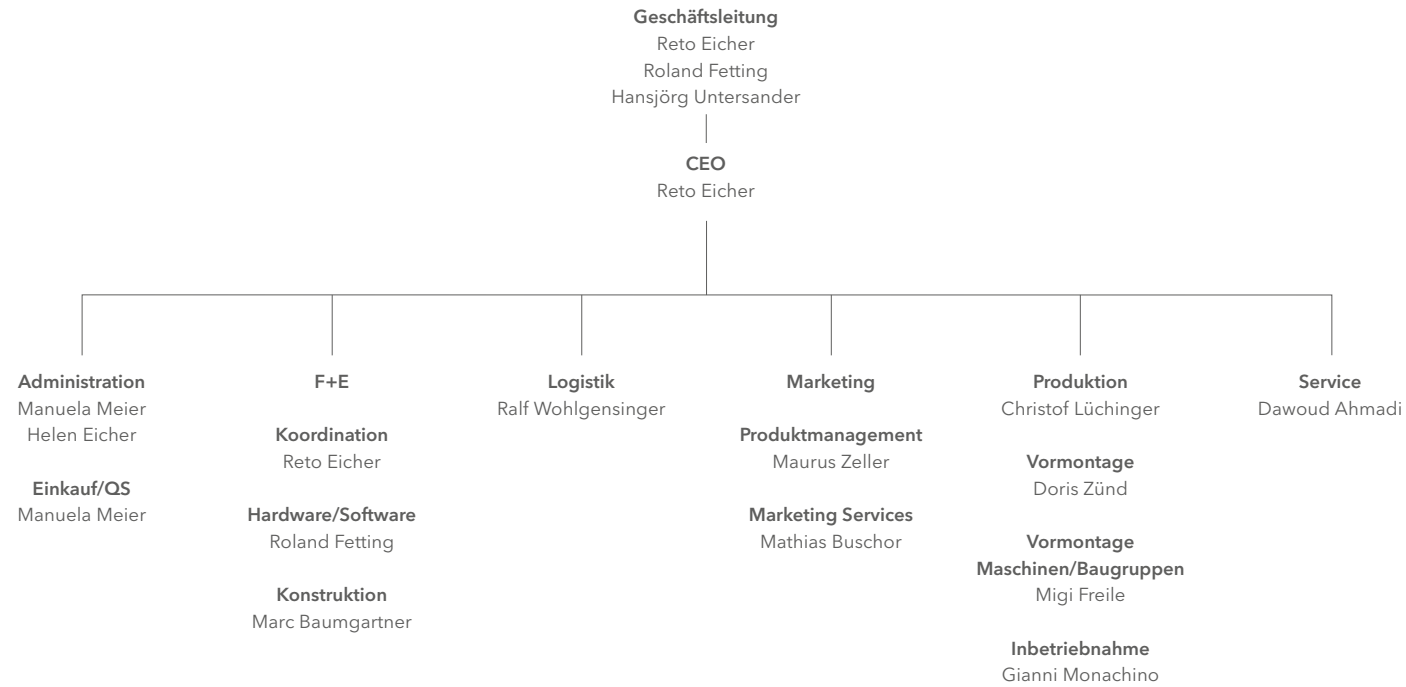 Geschäftsleitung
Reto Eicher
Roland Fetting
Hansjörg Untersander
CEO
Reto Eicher
Administration
Manuela Meier
Helen Eicher
Einkauf/QS
Manuela Meier
F+E
Koordination
Reto Eicher
Hardware/Software
Roland Fetting
Konstruktion
Marc Baumgartner
Logistik
Ralf Wohlgensinger
Marketing
Produktmanagement
Maurus Zeller
Marketing Services
Mathias Buschor
Produktion
Christof Lüchinger
Vormontage
Doris Zünd
Vormontage
Maschinen/Baugruppen
Migi Freile
Inbetriebnahme
Gianni Monachino
Service
Dawoud Ahmadi